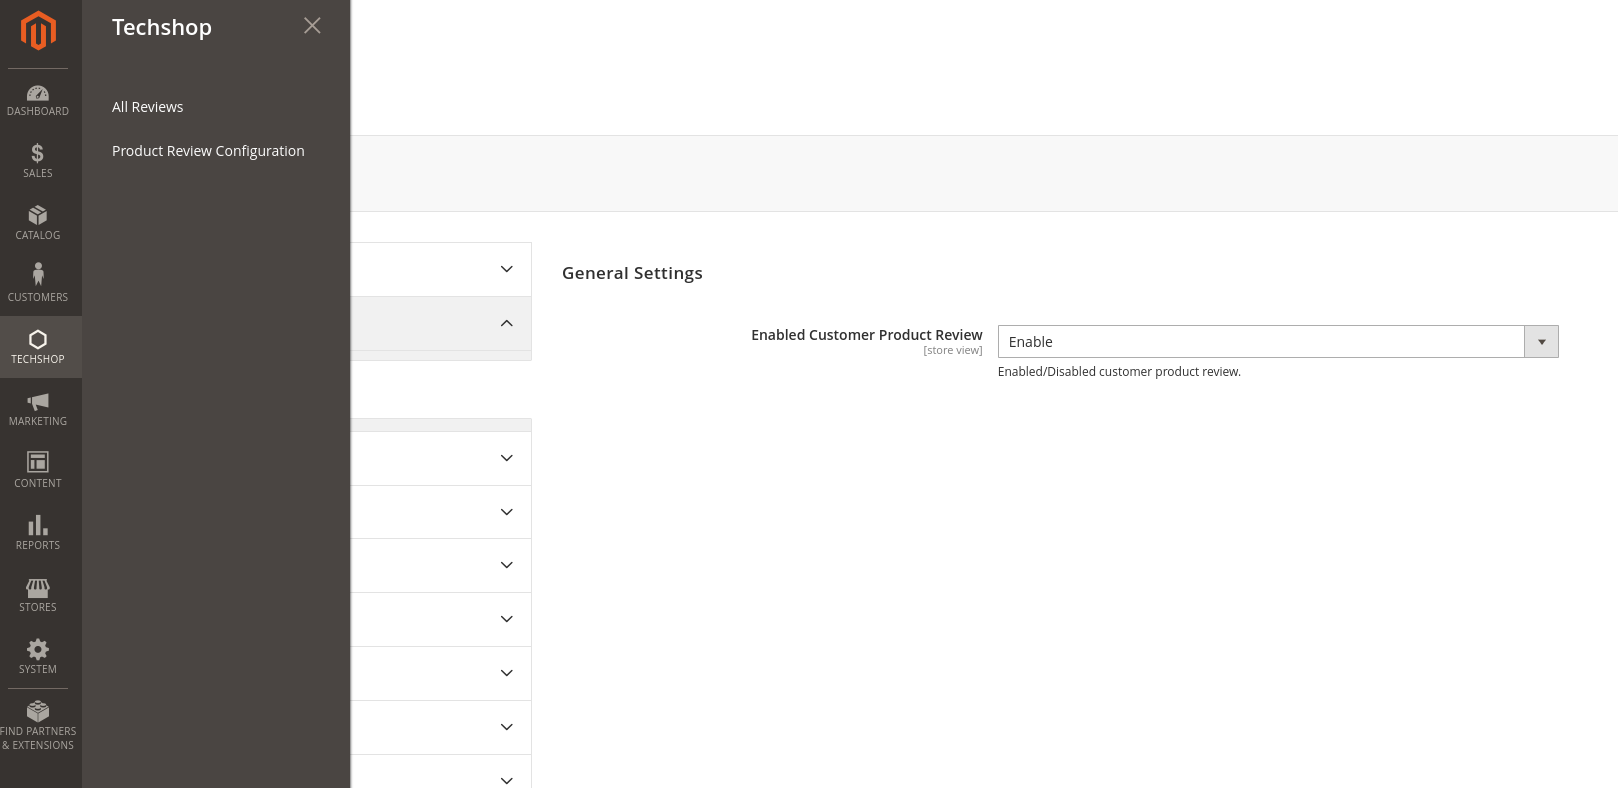 Techshop
All Reviews
Product Review Configuration
DASHBOARD
SALES
CATALOG
CUSTOMERS
TECHSHOP
MARKETING
CONTENT
REPORTS
STORES
SYSTEM
FIND PARTNERS
& EXTENSIONS
General Settings
Enabled Customer Product Review
[store view]
Enable
Enabled/Disabled customer product review.